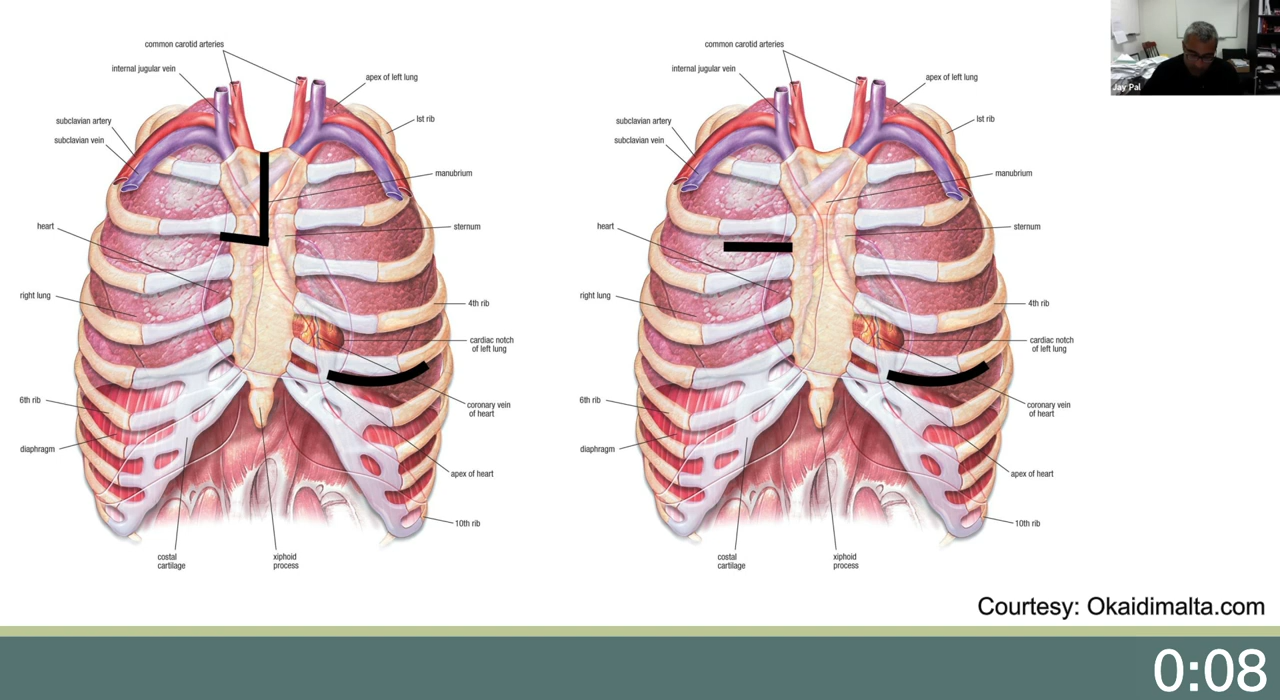 common carotid arteries
internal jugular vein
apex of left lung
subclavian artery
1st rib
subclavian vein
manubrium
heart
sternum
right lung
4th rib
cardiac notch
of left lung
6th rib
coronary vein
of heart
diaphragm
apex of heart
10th rib
costal
cartilage
xiphoid
process
common carotid arteries
internal jugular vein
apex of left lung
subclavian artery
1st rib
subclavian vein
manubrium
heart
sternum
right lung
4th rib
cardiac notch
of left lung
6th rib
coronary vein
of heart
diaphragm
apex of heart
10th rib
costal
cartilage
xiphoid
process
Jay Pal
Courtesy: Okaidimalta.com
0:08